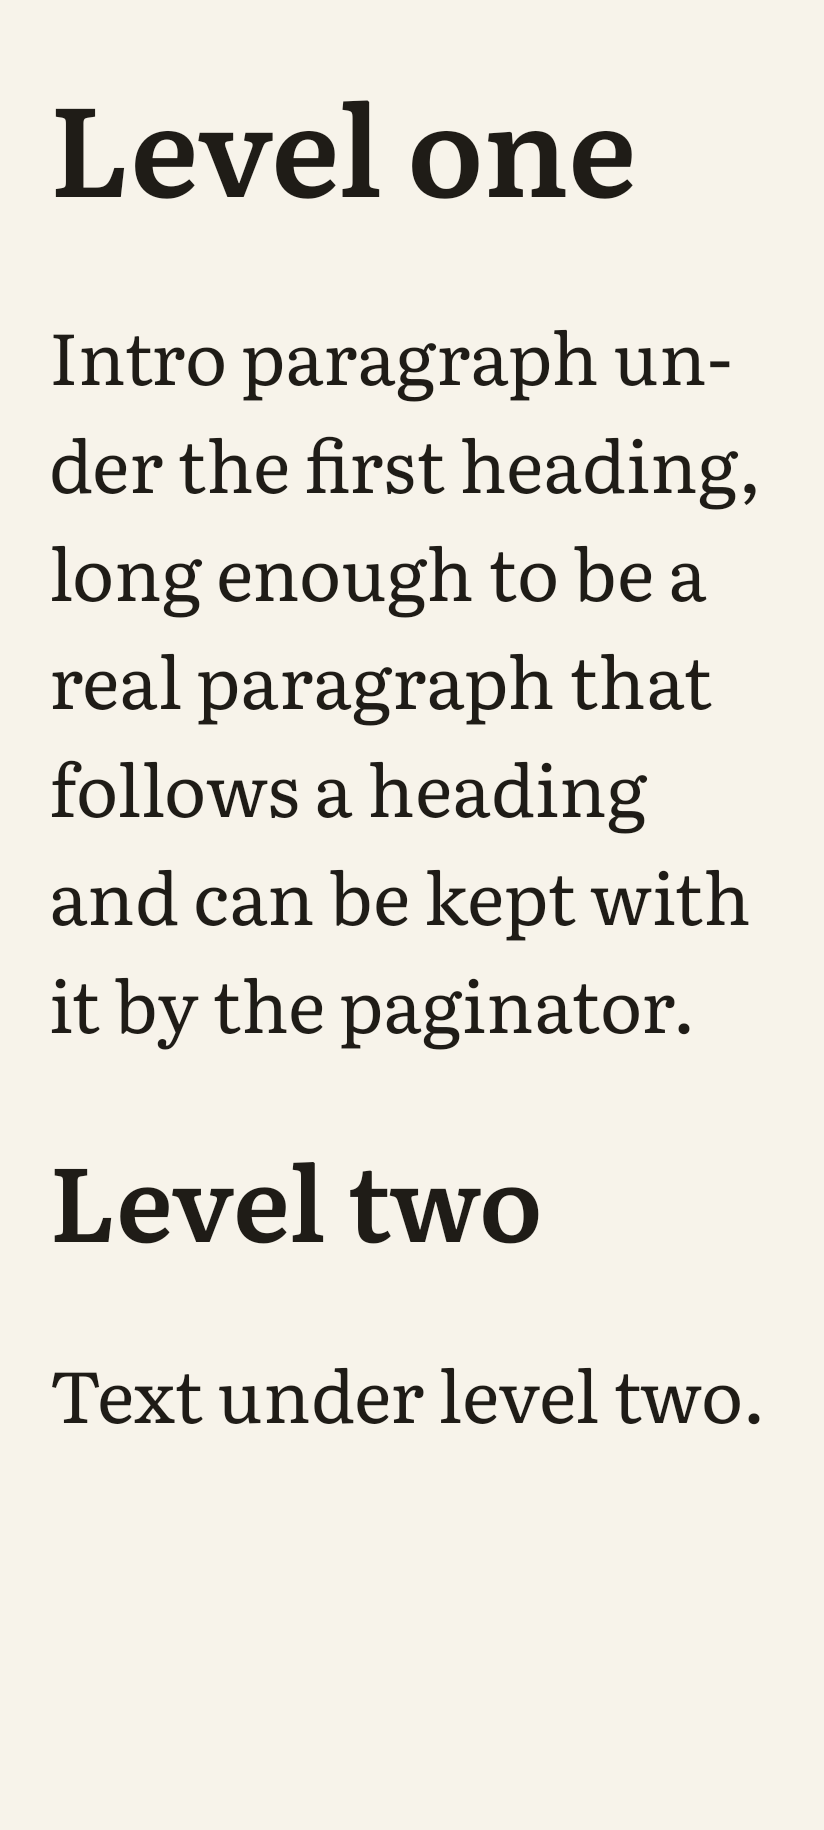 Level one
Intro paragraph un-
der the first heading,
long enough to be a
real paragraph that
follows a heading
and can be kept with
it by the paginator.
Level two
Text under level two.